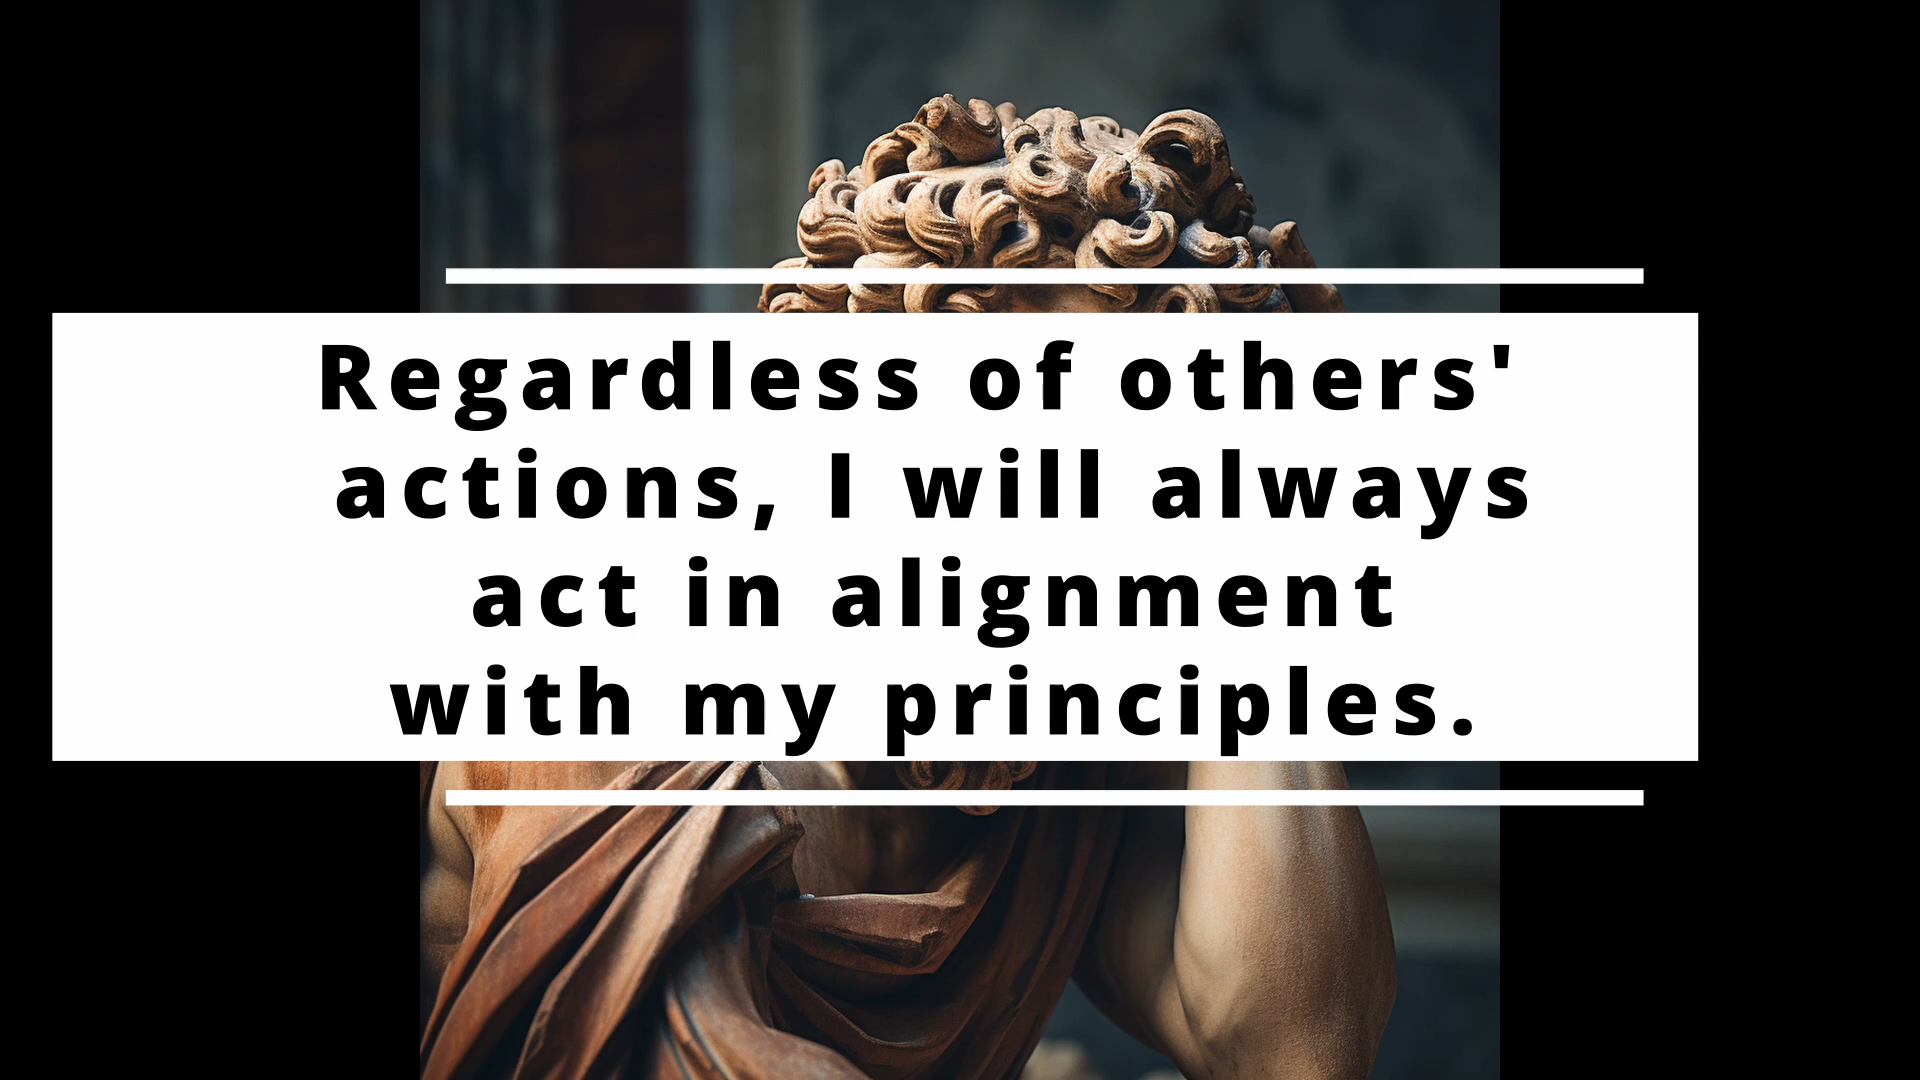 Regardless of others'
actions, I will always
act in alignment
with my principles.